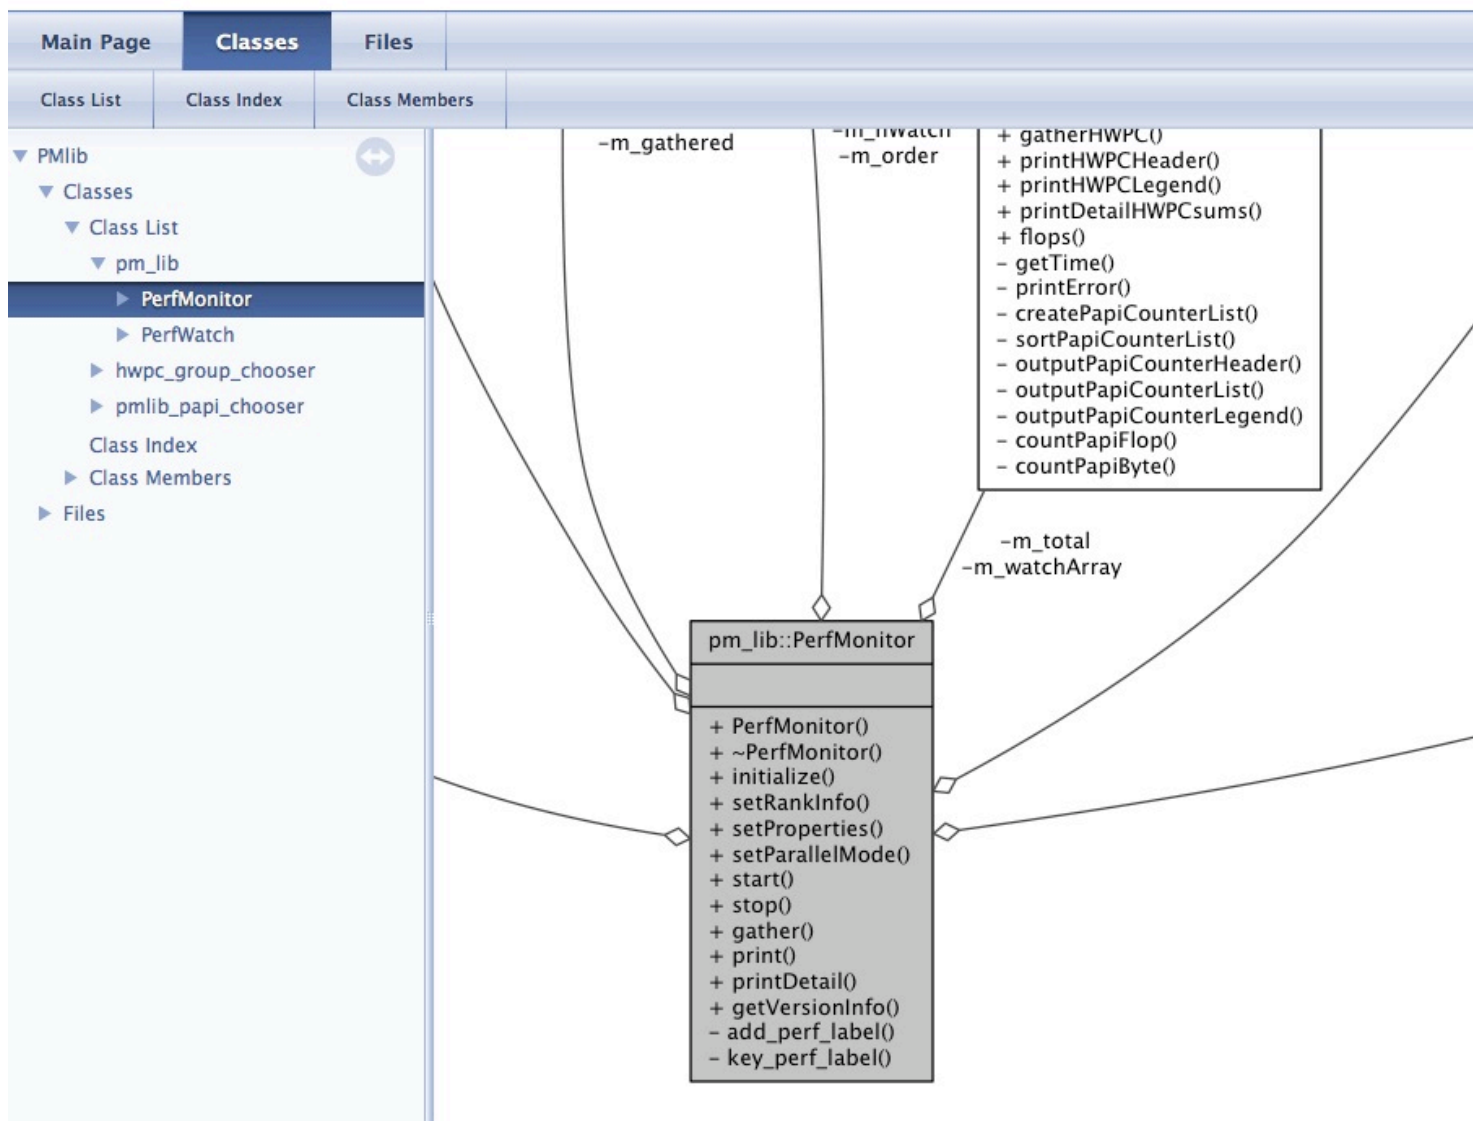 Main Page
Classes
Files
Class List
Class Index
Class Members
PMlib
Classes
Class List
pm_lib
PerfMonitor
PerfWatch
hwpc_group_chooser
pmlib_papi_chooser
Class Index
Class Members
Files
-m_gathered
-m_nWatch
-m_order
+ gatherHWPC()
+ printHWPCHeader()
+ printHWPCLegend()
+ printDetailHWPCsums()
+ flops()
- getTime()
- printError()
- createPapiCounterList()
- sortPapiCounterList()
- outputPapiCounterHeader()
- outputPapiCounterList()
- outputPapiCounterLegend()
- countPapiFlop()
- countPapiByte()
-m_total
-m_watchArray
pm_lib::PerfMonitor
+ PerfMonitor()
+ ~PerfMonitor()
+ initialize()
+ setRankInfo()
+ setProperties()
+ setParallelMode()
+ start()
+ stop()
+ gather()
+ print()
+ printDetail()
+ getVersionInfo()
- add_perf_label()
- key_perf_label()